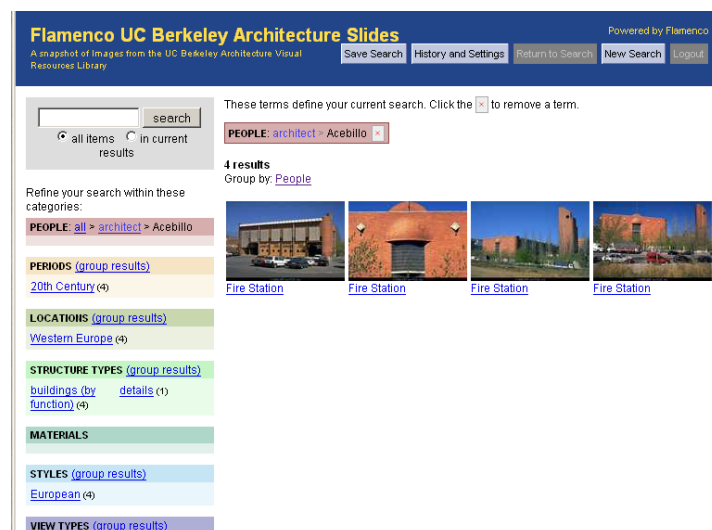 Flamenco UC Berkeley Architecture Slides
Powered by Flamenco
A snapshot of Images from the UC Berkeley Architecture Visual
Resources Library
Save Search History and Settings Return to Search New Search Logout
search
all items in current
results
These terms define your current search. Click the × to remove a term.
PEOPLE: architect > Acebillo ×
4 results
Group by: People
Fire Station Fire Station Fire Station Fire Station
Refine your search within these
categories:
PEOPLE: all > architect > Acebillo
PERIODS (group results)
20th Century (4)
LOCATIONS (group results)
Western Europe (4)
STRUCTURE TYPES (group results)
buildings (by details (1)
function) (4)
MATERIALS
STYLES (group results)
European (4)
VIEW TYPES (group results)